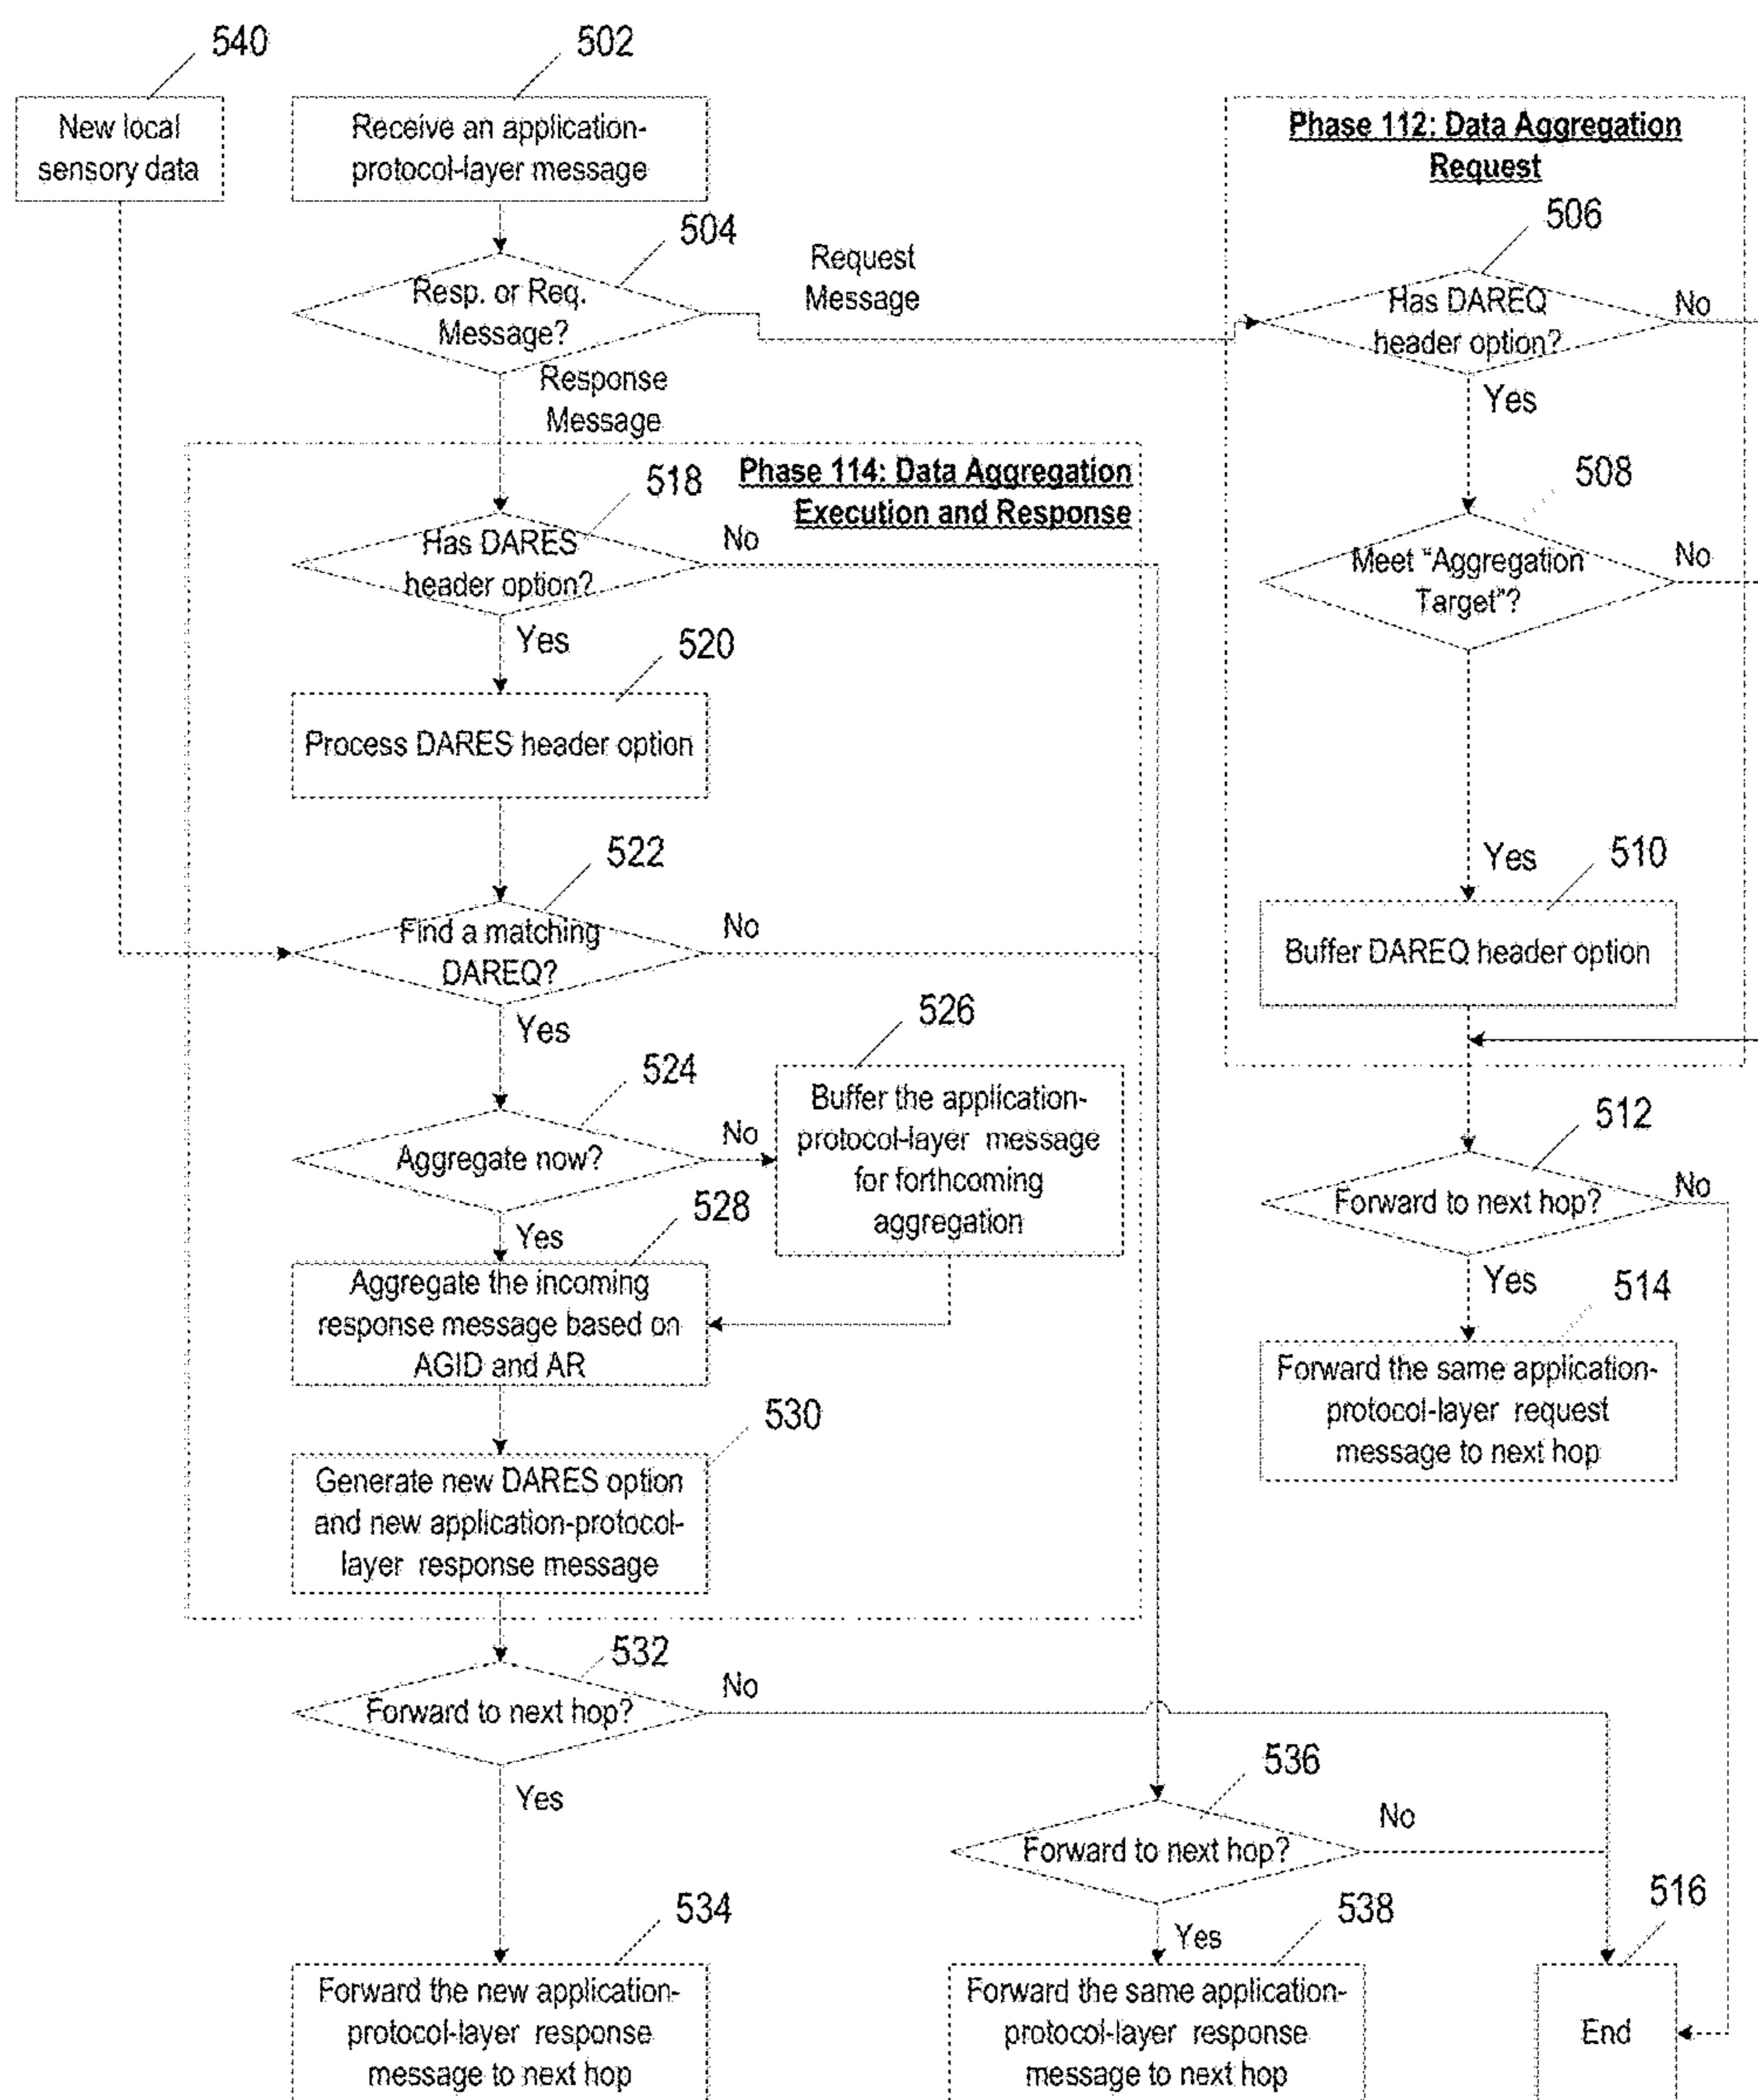 540
502
New local
sensory data
Receive an application-
protocol-layer message
504
Resp. or Req.
Message?
Request
Message
Response
Message
Phase 112: Data Aggregation
Request
506
Has DAREQ
header option?
No
Yes
508
Meet "Aggregation
Target"?
No
Yes
510
Buffer DAREQ header option
512
Forward to next hop?
No
Yes
514
Forward the same application-
protocol-layer request
message to next hop
Phase 114: Data Aggregation
Execution and Response
518
Has DARES
header option?
No
Yes
520
Process DARES header option
522
Find a matching
DAREQ?
No
Yes
524
Aggregate now?
No
Yes
526
Buffer the application-
protocol-layer message
for forthcoming
aggregation
528
Aggregate the incoming
response message based on
AGID and AR
530
Generate new DARES option
and new application-protocol-
layer response message
532
Forward to next hop?
No
Yes
534
Forward the new application-
protocol-layer response
message to next hop
536
Forward to next hop?
No
Yes
538
Forward the same application-
protocol-layer response
message to next hop
516
End